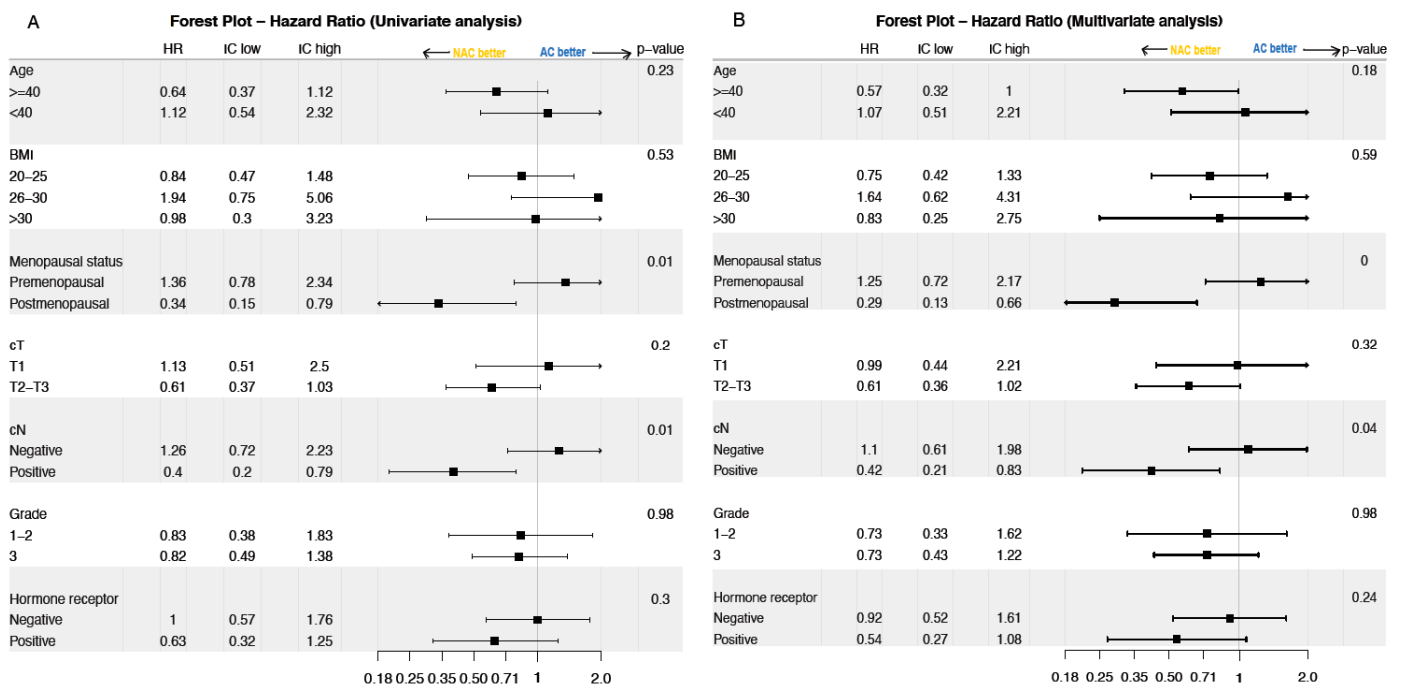 A
Forest Plot – Hazard Ratio (Univariate analysis)
HR IC low IC high NAC better AC better p−value
Age 0.23
>=40 0.64 0.37 1.12
<40 1.12 0.54 2.32
BMI 0.53
20−25 0.84 0.47 1.48
26−30 1.94 0.75 5.06
>30 0.98 0.3 3.23
Menopausal status 0.01
Premenopausal 1.36 0.78 2.34
Postmenopausal 0.34 0.15 0.79
cT 0.2
T1 1.13 0.51 2.5
T2−T3 0.61 0.37 1.03
cN 0.01
Negative 1.26 0.72 2.23
Positive 0.4 0.2 0.79
Grade 0.98
1−2 0.83 0.38 1.83
3 0.82 0.49 1.38
Hormone receptor 0.3
Negative 1 0.57 1.76
Positive 0.63 0.32 1.25
0.18 0.25 0.35 0.50 0.71 1 2.0
B
Forest Plot – Hazard Ratio (Multivariate analysis)
HR IC low IC high NAC better AC better p−value
Age 0.18
>=40 0.57 0.32 1
<40 1.07 0.51 2.21
BMI 0.59
20−25 0.75 0.42 1.33
26−30 1.64 0.62 4.31
>30 0.83 0.25 2.75
Menopausal status 0
Premenopausal 1.25 0.72 2.17
Postmenopausal 0.29 0.13 0.66
cT 0.32
T1 0.99 0.44 2.21
T2−T3 0.61 0.36 1.02
cN 0.04
Negative 1.1 0.61 1.98
Positive 0.42 0.21 0.83
Grade 0.98
1−2 0.73 0.33 1.62
3 0.73 0.43 1.22
Hormone receptor 0.24
Negative 0.92 0.52 1.61
Positive 0.54 0.27 1.08
0.18 0.25 0.35 0.50 0.71 1 2.0